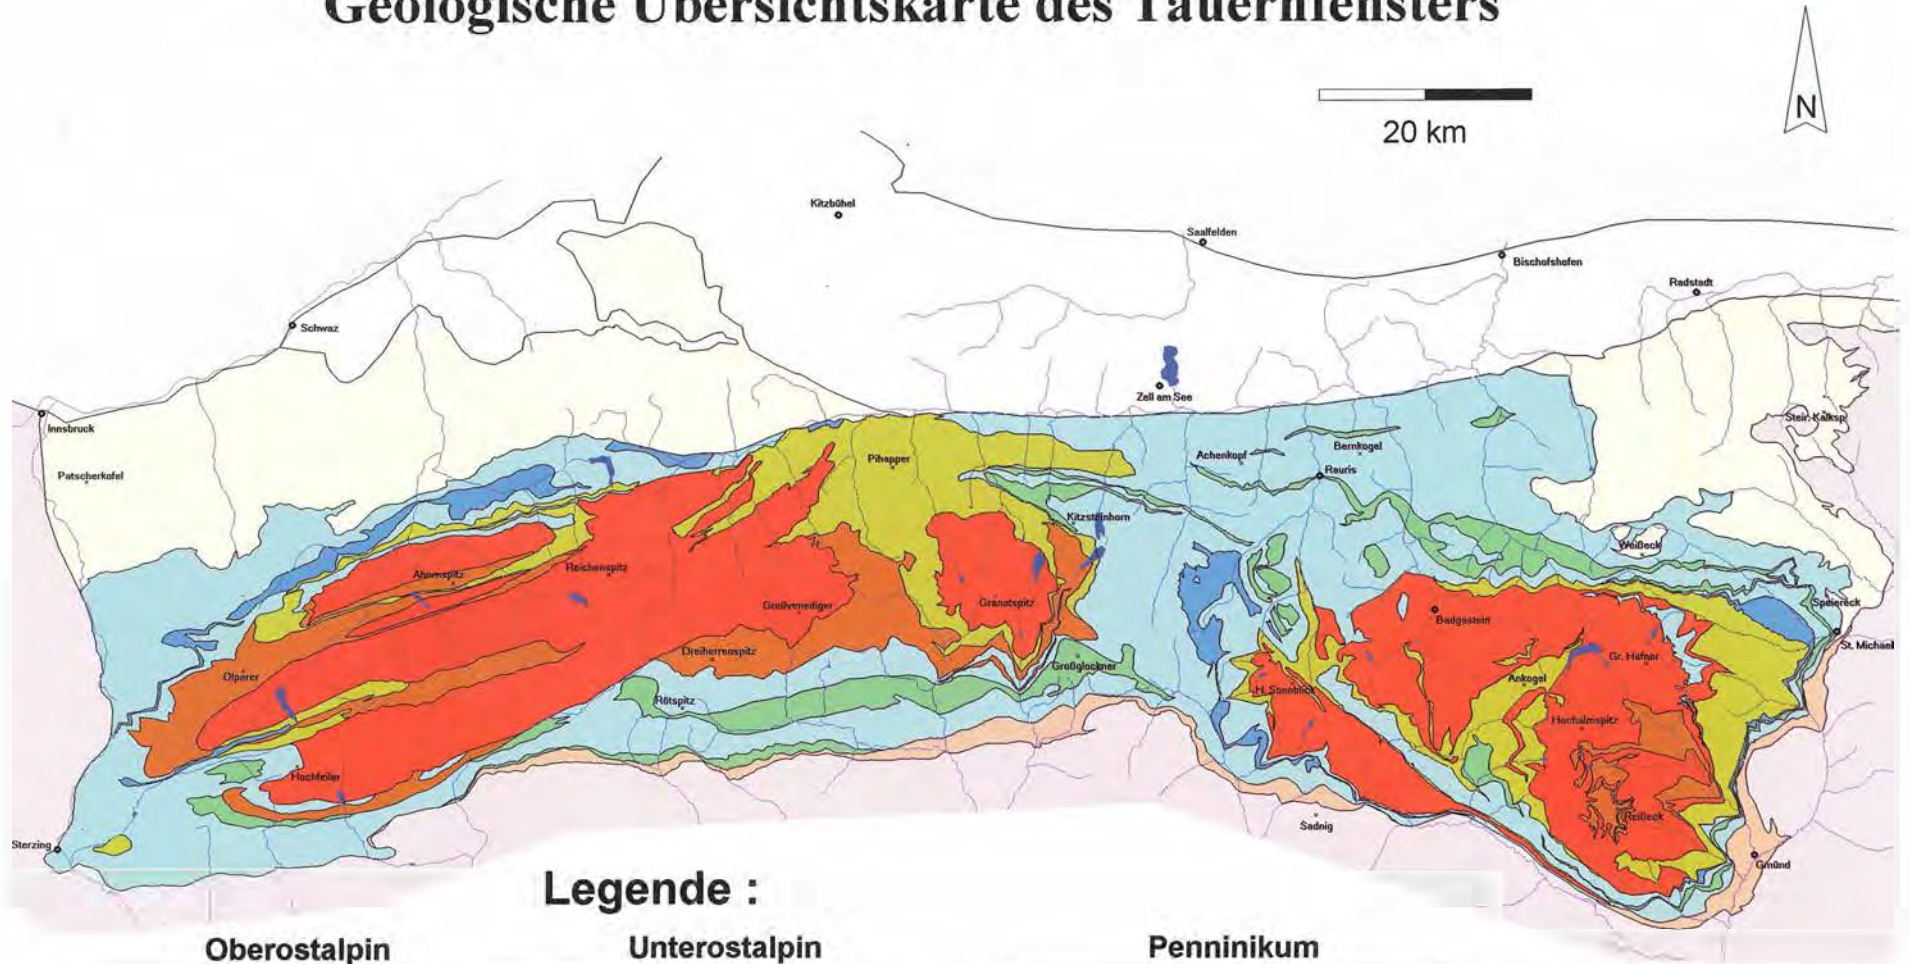 Geologische Übersichtskarte des Tauernfensters
N
20 km
Kitzbühel
Saalfelden
Bischofshofen
Radstadt
Schwaz
Zell am See
Innsbruck
Steir. Kalksp.
Patscherkofel
Pihapper
Achenkopf
Bernkogel
Rauris
Kitzsteinhorn
Weißeck
Ahornspitz
Reichenspitz
Großvenediger
Granatspitz
Badgastein
Speiereck
St. Michael
Dreiherrenspitz
Großglockner
Gr. Hafner
Olperer
Ankogel
H. Sonnblick
Rötspitz
Hochalmspitz
Hochfeiler
Reißeck
Sadnig
Sterzing
Gmünd
Legende :
Oberostalpin
Unterostalpin
Penninikum